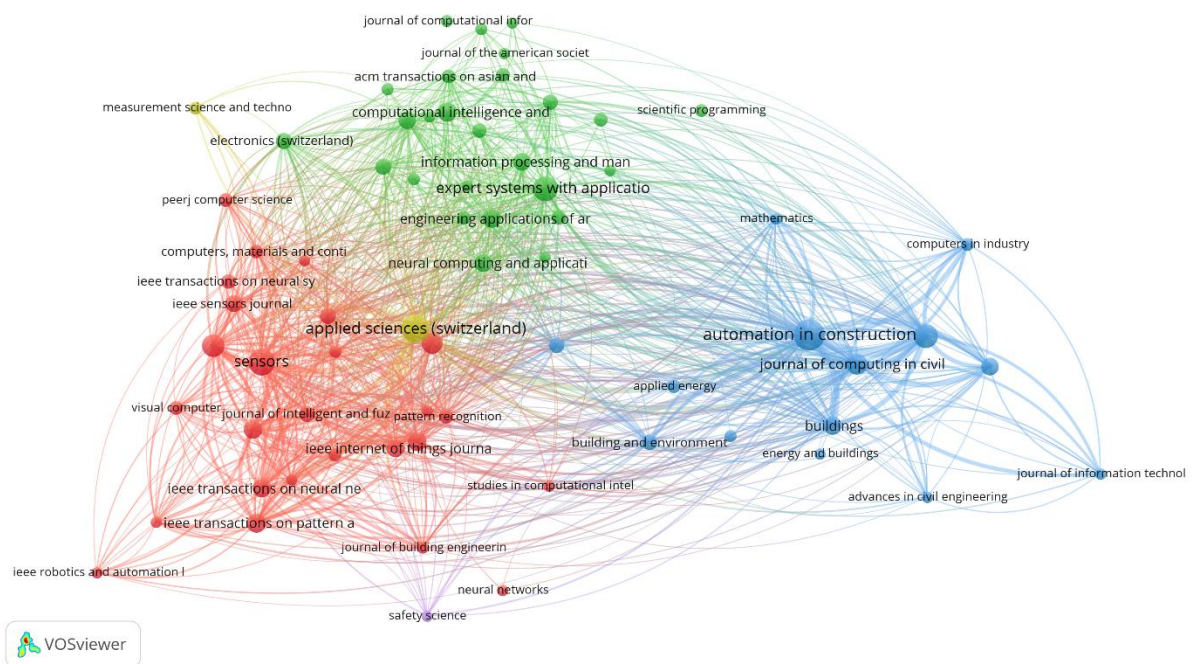 journal of computational infor
journal of the american societ
acm transactions on asian and
measurement science and techno
computational intelligence and
scientific programming
electronics (switzerland)
information processing and man
expert systems with applicatio
peerj computer science
engineering applications of ar
mathematics
computers in industry
computers, materials and conti
neural computing and applicati
ieee transactions on neural sy
ieee sensors journal
applied sciences (switzerland)
automation in construction
sensors
journal of computing in civil
applied energy
visual computer
journal of intelligent and fuz
pattern recognition
buildings
ieee internet of things journa
building and environment
energy and buildings
journal of information technol
ieee transactions on neural ne
studies in computational intel
advances in civil engineering
ieee transactions on pattern a
journal of building engineerin
ieee robotics and automation l
neural networks
safety science
VOSviewer